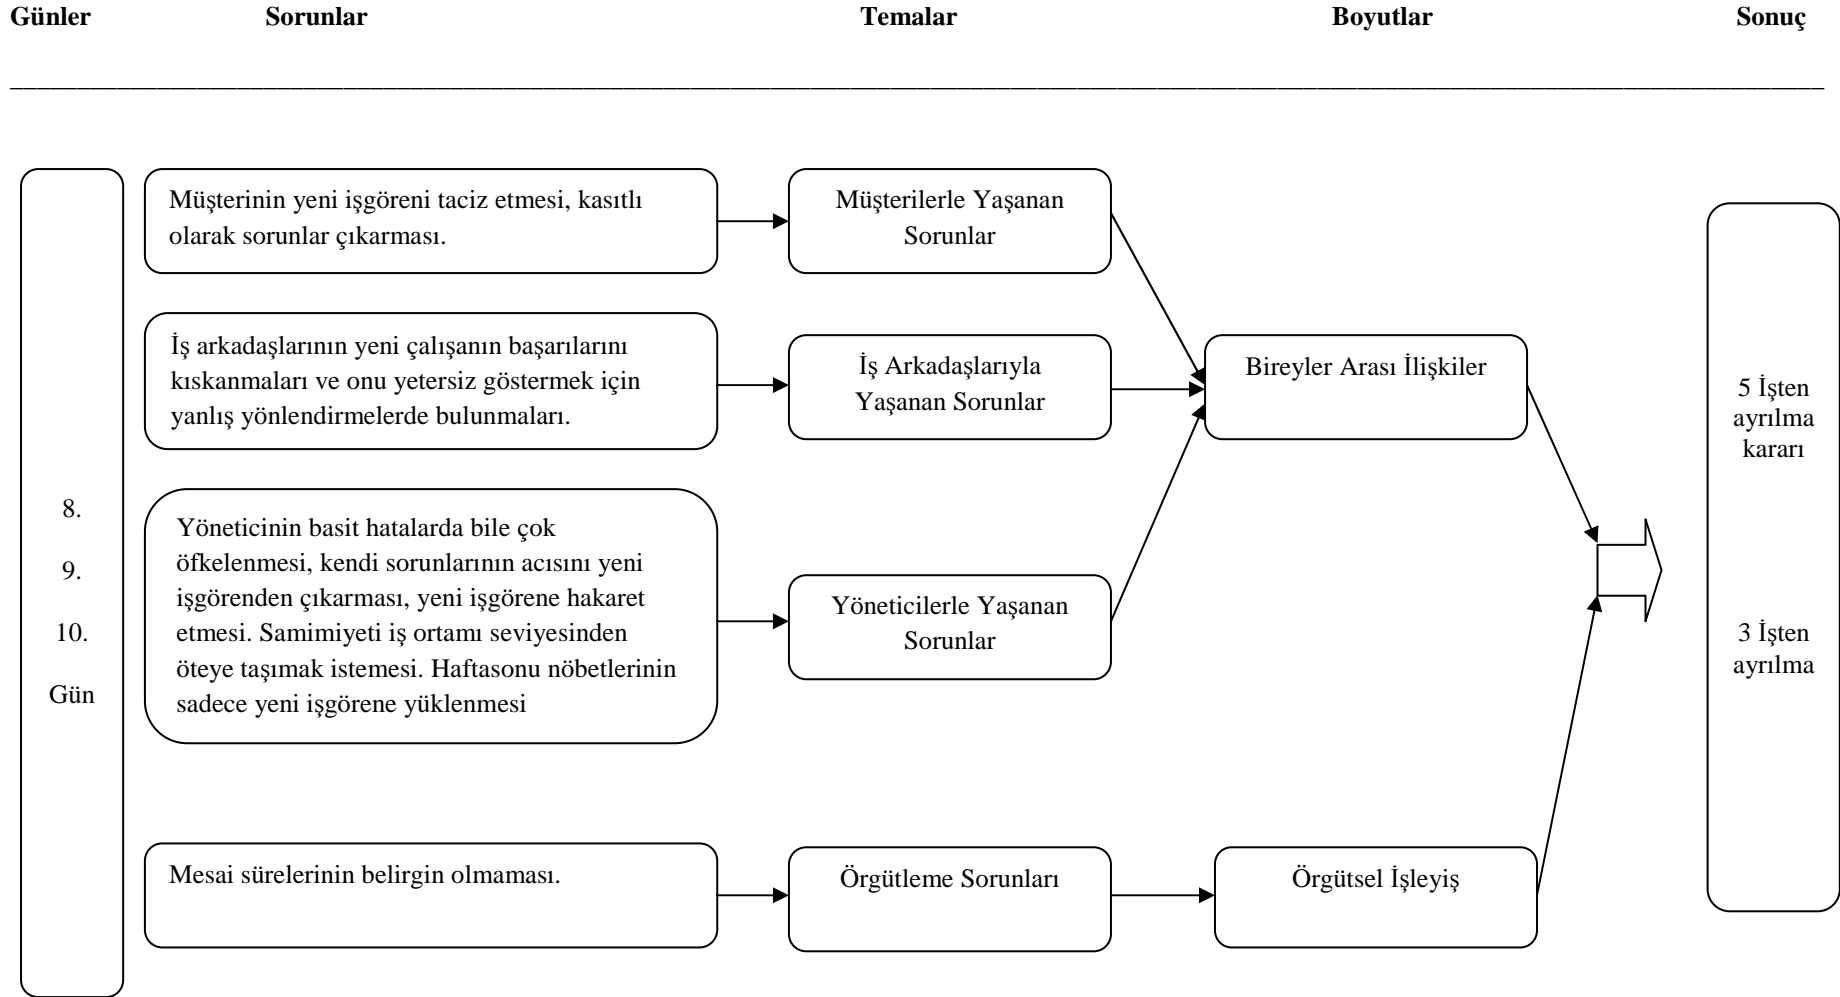 Günler Sorunlar Temalar Boyutlar Sonuç
8.
9.
10.
Gün
Müşterinin yeni işgöreni taciz etmesi, kasıtlı
olarak sorunlar çıkarması.
Müşterilerle Yaşanan
Sorunlar
İş arkadaşlarının yeni çalışanın başarılarını
kıskanmaları ve onu yetersiz göstermek için
yanlış yönlendirmelerde bulunmaları.
İş Arkadaşlarıyla
Yaşanan Sorunlar
Bireyler Arası İlişkiler
Yöneticinin basit hatalarda bile çok
öfkelenmesi, kendi sorunlarının acısını yeni
işgörenden çıkarması, yeni işgörene hakaret
etmesi. Samimiyeti iş ortamı seviyesinden
öteye taşımak istemesi. Haftasonu nöbetlerinin
sadece yeni işgörene yüklenmesi
Yöneticilerle Yaşanan
Sorunlar
Mesai sürelerinin belirgin olmaması.
Örgütleme Sorunları
Örgütsel İşleyiş
5 İşten
ayrılma
kararı
3 İşten
ayrılma